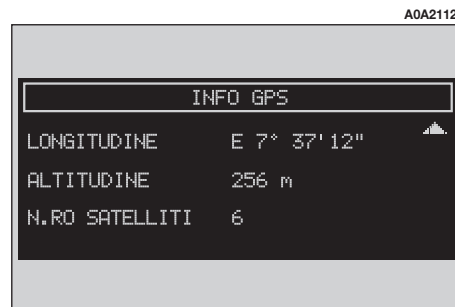 A0A2112
INFO GPS
LONGITUDINE E 7° 37'12"
ALTITUDINE 256 m
N.RO SATELLITI 6